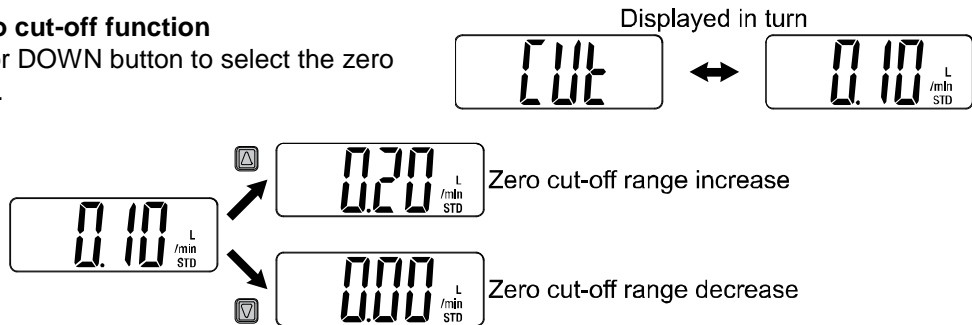 o cut-off function
Displayed in turn
or DOWN button to select the zero
.
CUt
0.10 L/min STD
0.20 L/min STD
Zero cut-off range increase
0.10 L/min STD
0.00 L/min STD
Zero cut-off range decrease